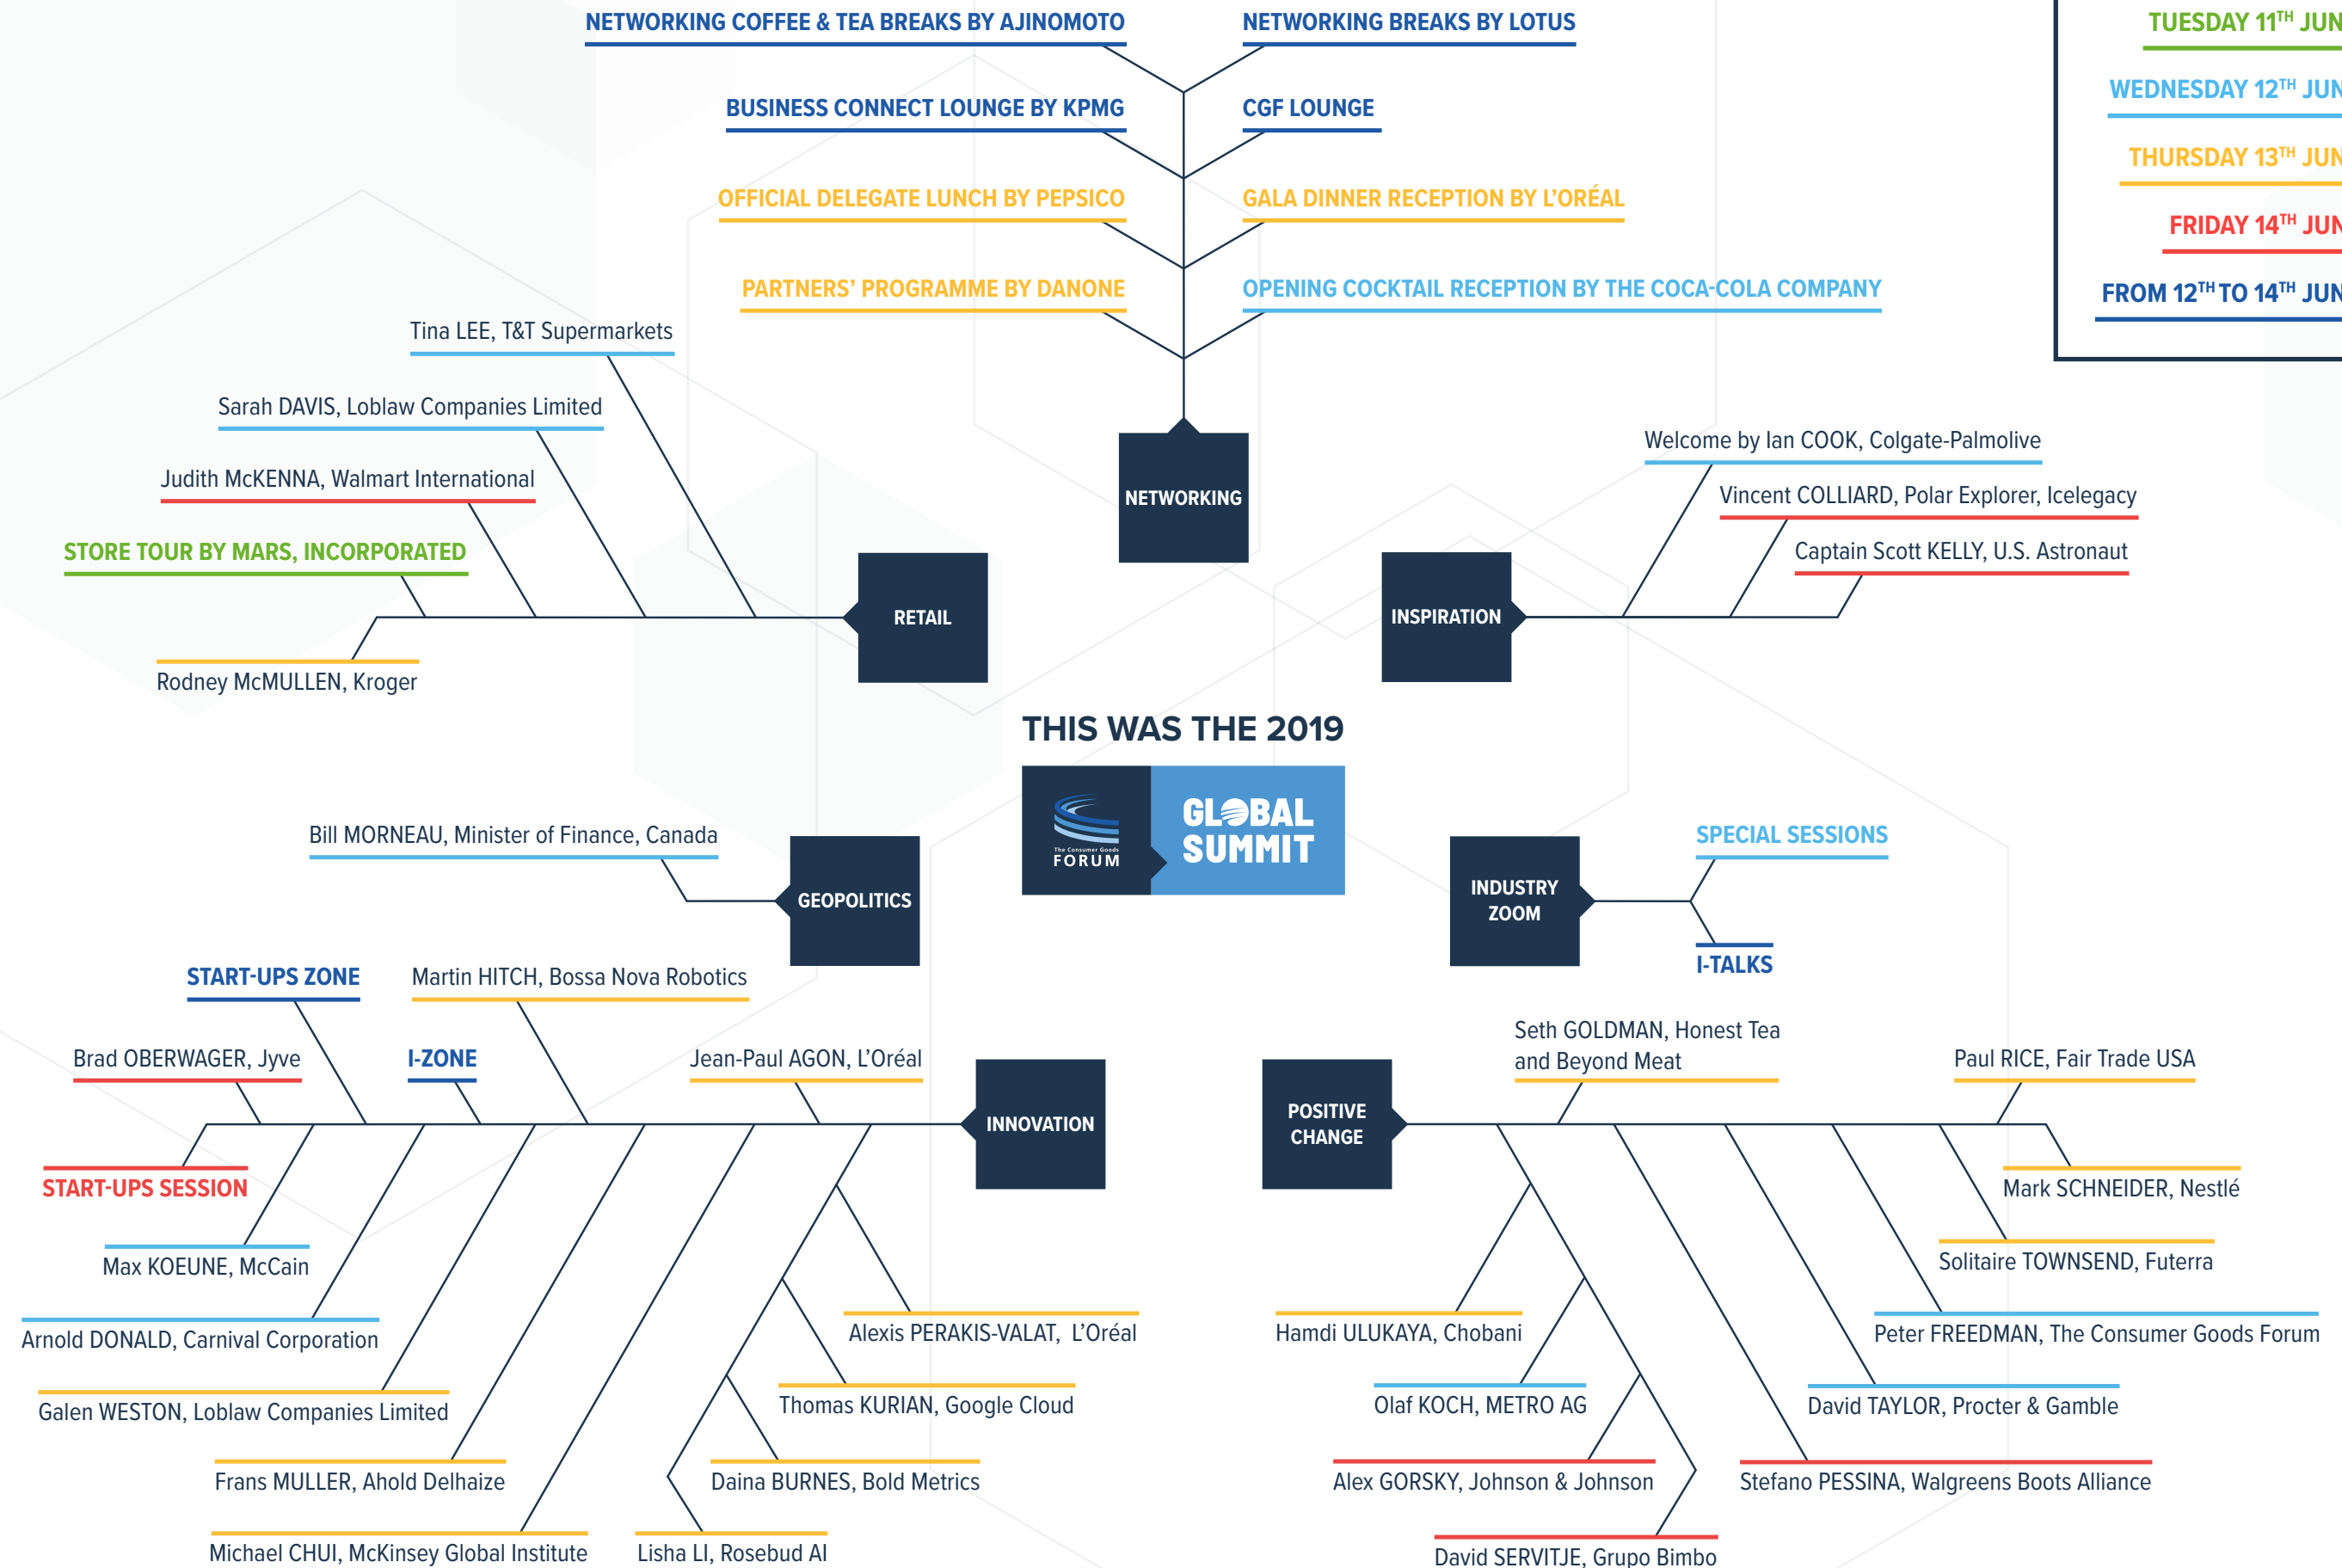 NETWORKING COFFEE & TEA BREAKS BY AJINOMOTO
NETWORKING BREAKS BY LOTUS
BUSINESS CONNECT LOUNGE BY KPMG
CGF LOUNGE
OFFICIAL DELEGATE LUNCH BY PEPSICO
GALA DINNER RECEPTION BY L'ORÉAL
PARTNERS' PROGRAMME BY DANONE
OPENING COCKTAIL RECEPTION BY THE COCA-COLA COMPANY
TUESDAY 11TH JUN
WEDNESDAY 12TH JUN
THURSDAY 13TH JUN
FRIDAY 14TH JUN
FROM 12TH TO 14TH JUN
NETWORKING
Tina LEE, T&T Supermarkets
Sarah DAVIS, Loblaw Companies Limited
Judith McKENNA, Walmart International
STORE TOUR BY MARS, INCORPORATED
Rodney McMULLEN, Kroger
RETAIL
Welcome by Ian COOK, Colgate-Palmolive
Vincent COLLIARD, Polar Explorer, Icelegacy
Captain Scott KELLY, U.S. Astronaut
INSPIRATION
THIS WAS THE 2019
The Consumer Goods
FORUM
GLOBAL
SUMMIT
Bill MORNEAU, Minister of Finance, Canada
GEOPOLITICS
INDUSTRY
ZOOM
SPECIAL SESSIONS
I-TALKS
START-UPS ZONE
Martin HITCH, Bossa Nova Robotics
Brad OBERWAGER, Jyve
I-ZONE
Jean-Paul AGON, L'Oréal
INNOVATION
START-UPS SESSION
Max KOEUNE, McCain
Arnold DONALD, Carnival Corporation
Galen WESTON, Loblaw Companies Limited
Frans MULLER, Ahold Delhaize
Michael CHUI, McKinsey Global Institute
Alexis PERAKIS-VALAT, L'Oréal
Thomas KURIAN, Google Cloud
Daina BURNES, Bold Metrics
Lisha LI, Rosebud AI
POSITIVE
CHANGE
Seth GOLDMAN, Honest Tea
and Beyond Meat
Paul RICE, Fair Trade USA
Mark SCHNEIDER, Nestlé
Solitaire TOWNSEND, Futerra
Peter FREEDMAN, The Consumer Goods Forum
David TAYLOR, Procter & Gamble
Stefano PESSINA, Walgreens Boots Alliance
Hamdi ULUKAYA, Chobani
Olaf KOCH, METRO AG
Alex GORSKY, Johnson & Johnson
David SERVITJE, Grupo Bimbo